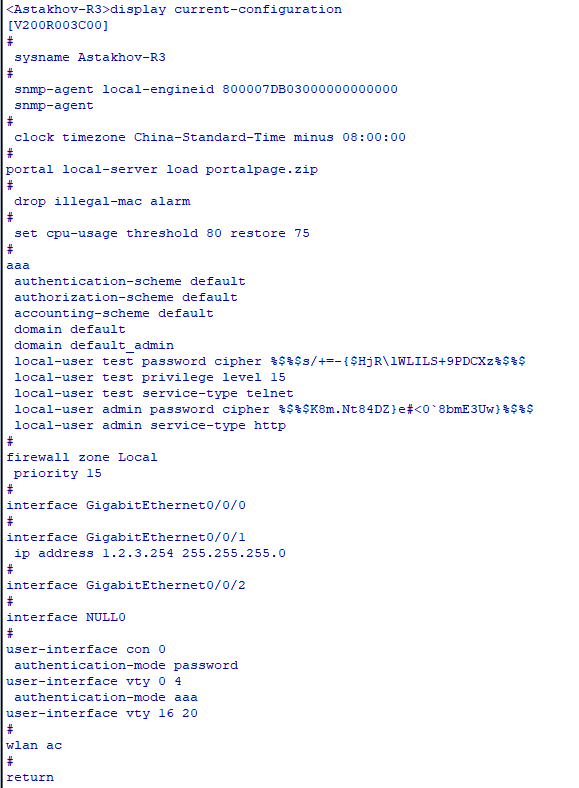 <Astakhov-R3>display current-configuration
[V200R003C00]
#
 sysname Astakhov-R3
#
 snmp-agent local-engineid 800007DB03000000000000
 snmp-agent
#
 clock timezone China-Standard-Time minus 08:00:00
#
portal local-server load portalpage.zip
#
 drop illegal-mac alarm
#
 set cpu-usage threshold 80 restore 75
#
aaa
 authentication-scheme default
 authorization-scheme default
 accounting-scheme default
 domain default
 domain default_admin
 local-user test password cipher %$%$s/+=-{$HjR\lWLILS+9PDCXz%$%$
 local-user test privilege level 15
 local-user test service-type telnet
 local-user admin password cipher %$%$K8m.Nt84DZ}e#<0`8bmE3Uw}%$%$
 local-user admin service-type http
#
firewall zone Local
 priority 15
#
interface GigabitEthernet0/0/0
#
interface GigabitEthernet0/0/1
 ip address 1.2.3.254 255.255.255.0
#
interface GigabitEthernet0/0/2
#
interface NULL0
#
user-interface con 0
 authentication-mode password
user-interface vty 0 4
 authentication-mode aaa
user-interface vty 16 20
#
wlan ac
#
return